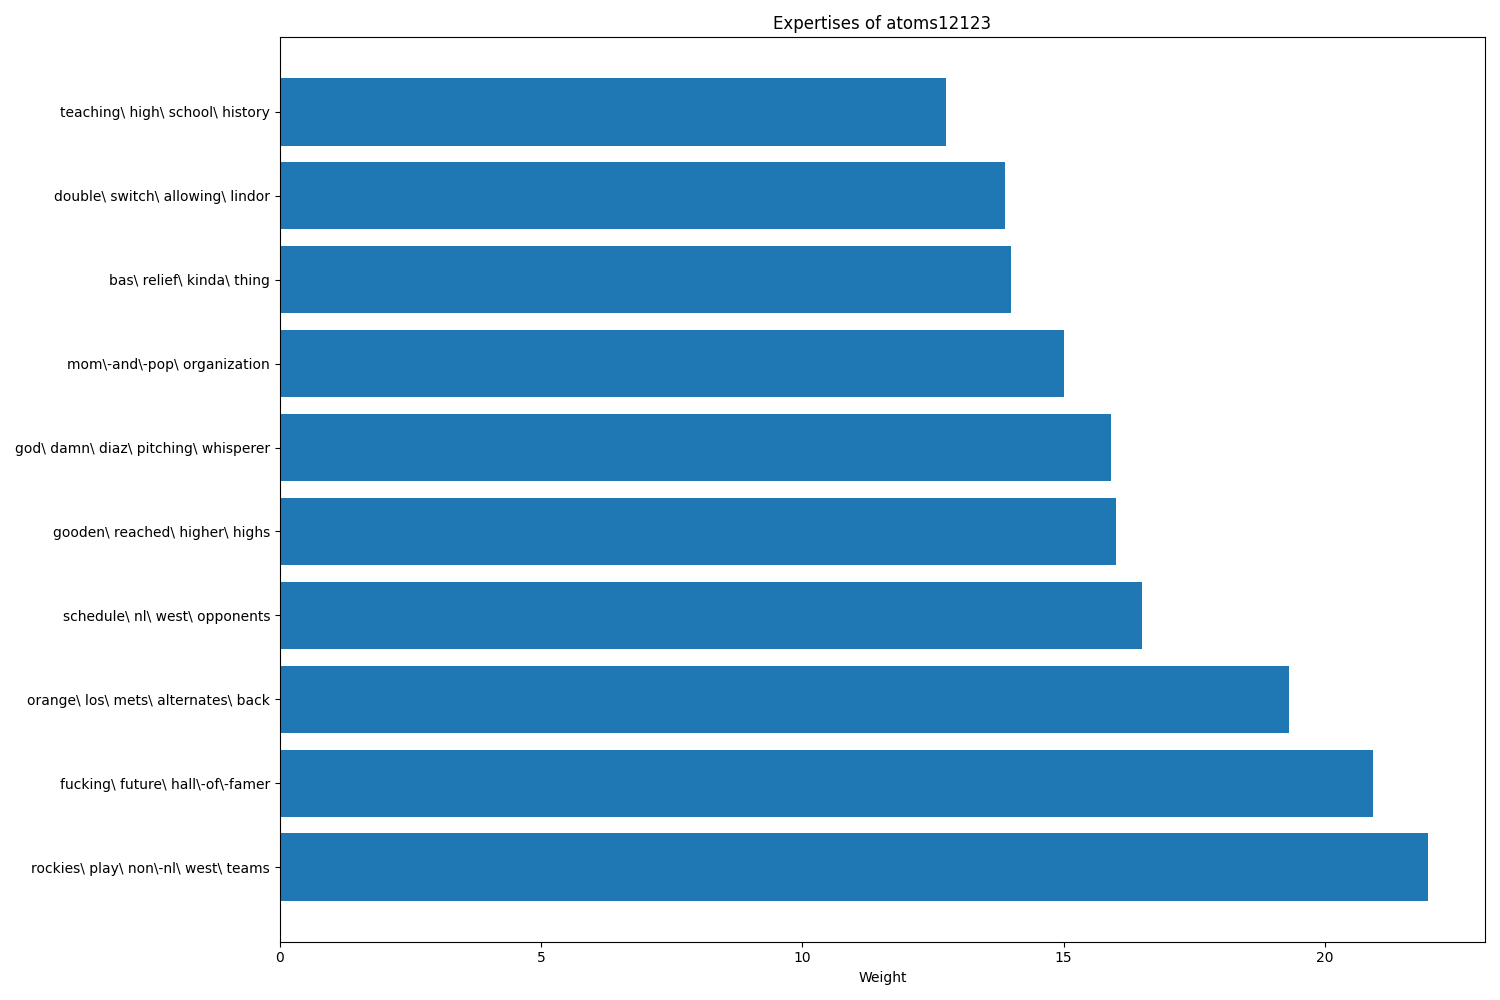 Expertises of atoms12123
teaching\ high\ school\ history
double\ switch\ allowing\ lindor
bas\ relief\ kinda\ thing
mom\-and\-pop\ organization
god\ damn\ diaz\ pitching\ whisperer
gooden\ reached\ higher\ highs
schedule\ nl\ west\ opponents
orange\ los\ mets\ alternates\ back
fucking\ future\ hall\-of\-famer
rockies\ play\ non\-nl\ west\ teams
0 5 10 15 20
Weight